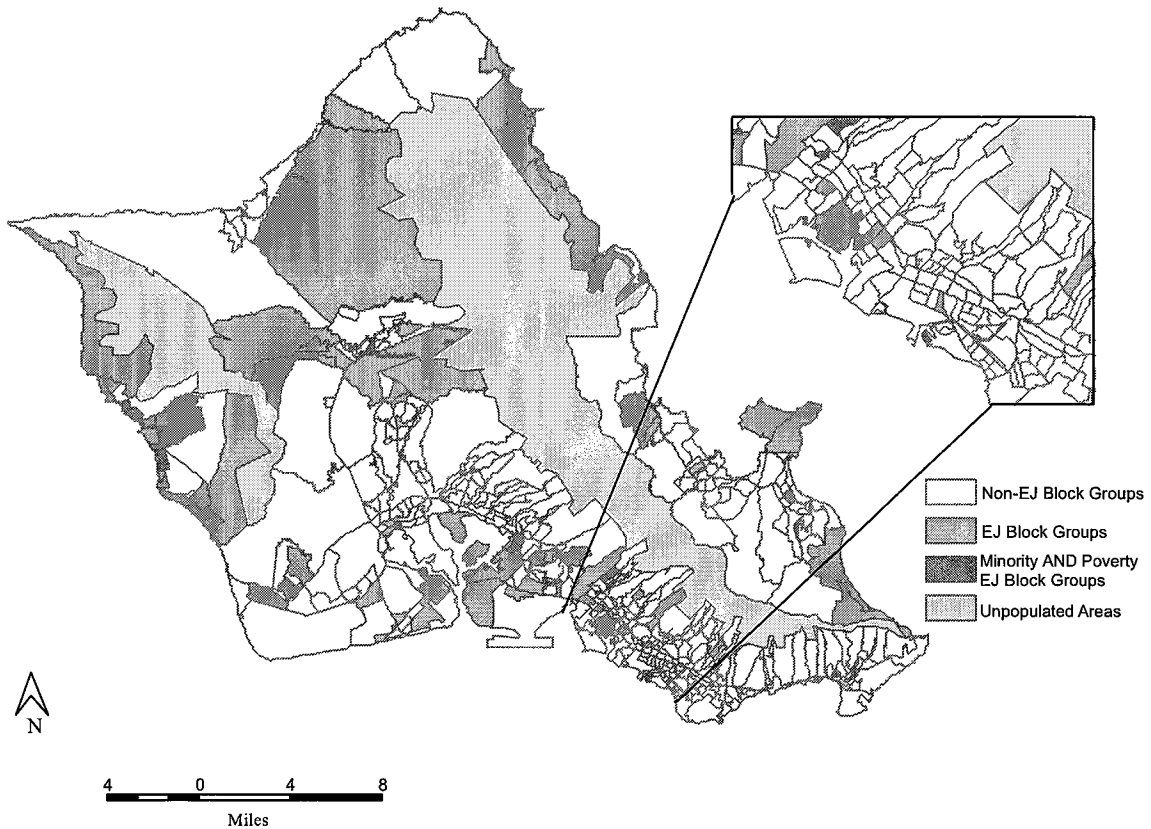 Non-EJ Block Groups
EJ Block Groups
Minority AND Poverty
EJ Block Groups
Unpopulated Areas
N
4 0 4 8
Miles